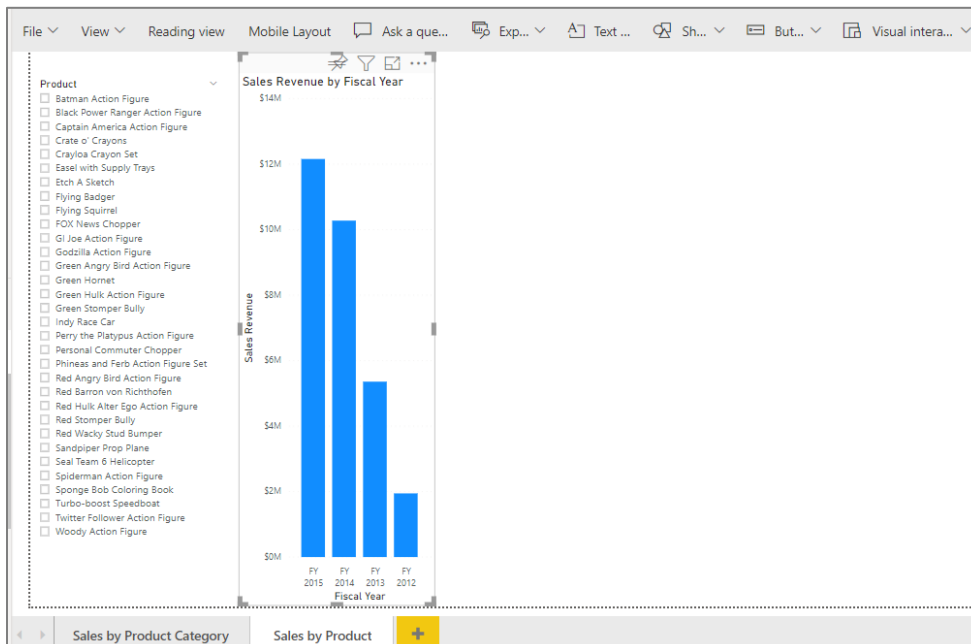 File View Reading view Mobile Layout Ask a que... Exp... Text ... Sh... But... Visual intera...
Product
Batman Action Figure
Black Power Ranger Action Figure
Captain America Action Figure
Crate o' Crayons
Crayloa Crayon Set
Easel with Supply Trays
Etch A Sketch
Flying Badger
Flying Squirrel
FOX News Chopper
GI Joe Action Figure
Godzilla Action Figure
Green Angry Bird Action Figure
Green Hornet
Green Hulk Action Figure
Green Stomper Bully
Indy Race Car
Perry the Platypus Action Figure
Personal Commuter Chopper
Phineas and Ferb Action Figure Set
Red Angry Bird Action Figure
Red Barron von Richthofen
Red Hulk Alter Ego Action Figure
Red Stomper Bully
Red Wacky Stud Bumper
Sandpiper Prop Plane
Seal Team 6 Helicopter
Spiderman Action Figure
Sponge Bob Coloring Book
Turbo-boost Speedboat
Twitter Follower Action Figure
Woody Action Figure
Sales Revenue by Fiscal Year
$14M
$12M
$10M
$8M
$6M
$4M
$2M
$0M
Sales Revenue
FY FY FY FY
2015 2014 2013 2012
Fiscal Year
Sales by Product Category Sales by Product